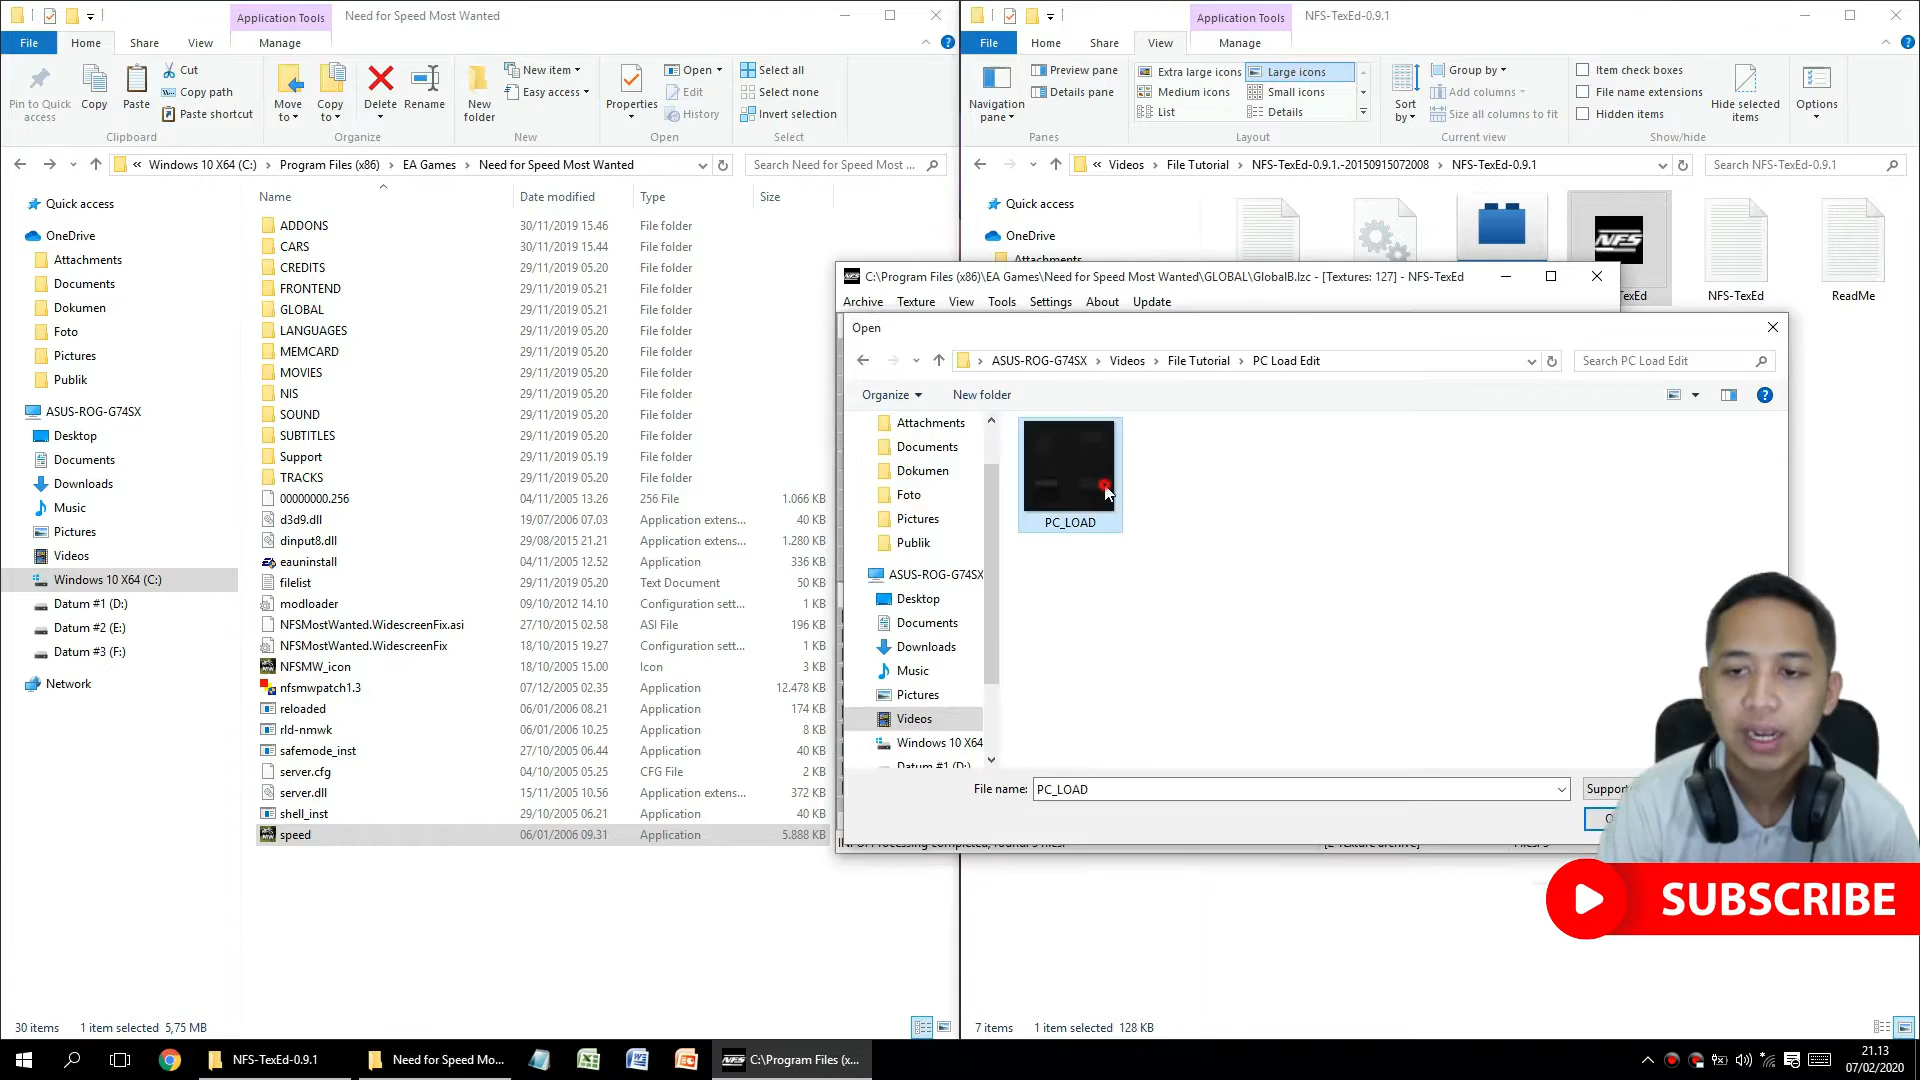 Application Tools
Need for Speed Most Wanted
File
Home
Share
View
Manage
Pin to Quick access
Copy
Paste
Cut
Copy path
Paste shortcut
Clipboard
Move to
Copy to
Delete
Rename
Organize
New folder
New item
Easy access
New
Properties
Open
Edit
History
Open
Select all
Select none
Invert selection
Select
« Windows 10 X64 (C:) › Program Files (x86) › EA Games › Need for Speed Most Wanted
Search Need for Speed Most ...
Quick access
OneDrive
Attachments
Documents
Dokumen
Foto
Pictures
Publik
ASUS-ROG-G74SX
Desktop
Documents
Downloads
Music
Pictures
Videos
Windows 10 X64 (C:)
Datum #1 (D:)
Datum #2 (E:)
Datum #3 (F:)
Network
Name Date modified Type Size
ADDONS 30/11/2019 15.46 File folder
CARS 30/11/2019 15.44 File folder
CREDITS 29/11/2019 05.20 File folder
FRONTEND 29/11/2019 05.21 File folder
GLOBAL 29/11/2019 05.21 File folder
LANGUAGES 29/11/2019 05.20 File folder
MEMCARD 29/11/2019 05.20 File folder
MOVIES 29/11/2019 05.20 File folder
NIS 29/11/2019 05.20 File folder
SOUND 29/11/2019 05.20 File folder
SUBTITLES 29/11/2019 05.20 File folder
Support 29/11/2019 05.19 File folder
TRACKS 29/11/2019 05.20 File folder
00000000.256 04/11/2005 13.26 256 File 1.066 KB
d3d9.dll 19/07/2006 07.03 Application extens... 40 KB
dinput8.dll 29/08/2015 21.21 Application extens... 1.280 KB
eauninstall 04/11/2005 12.52 Application 336 KB
filelist 29/11/2019 05.20 Text Document 50 KB
modloader 09/10/2012 14.10 Configuration sett... 1 KB
NFSMostWanted.WidescreenFix.asi 27/10/2015 02.58 ASI File 196 KB
NFSMostWanted.WidescreenFix 18/10/2015 19.27 Configuration sett... 1 KB
NFSMW_icon 18/10/2005 15.00 Icon 3 KB
nfsmwpatch1.3 07/12/2005 02.35 Application 12.478 KB
reloaded 06/01/2006 08.21 Application 174 KB
rld-nmwk 06/01/2006 10.25 Application 8 KB
safemode_inst 27/10/2005 06.44 Application 40 KB
server.cfg 04/10/2005 05.25 CFG File 2 KB
server.dll 15/11/2005 10.56 Application extens... 372 KB
shell_inst 29/10/2005 06.21 Application 40 KB
speed 06/01/2006 09.31 Application 5.888 KB
30 items 1 item selected 5,75 MB
Application Tools
NFS-TexEd-0.9.1
File
Home
Share
View
Manage
Navigation pane
Preview pane
Details pane
Panes
Extra large icons
Large icons
Medium icons
Small icons
List
Details
Layout
Sort by
Group by
Add columns
Size all columns to fit
Current view
Item check boxes
File name extensions
Hidden items
Hide selected items
Show/hide
Options
« Videos › File Tutorial › NFS-TexEd-0.9.1.-20150915072008 › NFS-TexEd-0.9.1
Search NFS-TexEd-0.9.1
Quick access
OneDrive
Attachments
NFS
NFS-TexEd
ReadMe
C:\Program Files (x86)\EA Games\Need for Speed Most Wanted\GLOBAL\GlobalB.lzc - [Textures: 127] - NFS-TexEd
Archive Texture View Tools Settings About Update
Open
› ASUS-ROG-G74SX › Videos › File Tutorial › PC Load Edit
Search PC Load Edit
Organize
New folder
Attachments
Documents
Dokumen
Foto
Pictures
Publik
ASUS-ROG-G74SX
Desktop
Documents
Downloads
Music
Pictures
Videos
Windows 10 X64
Datum #1 (D:)
PC_LOAD
File name: PC_LOAD
7 items 1 item selected 128 KB
SUBSCRIBE
NFS-TexEd-0.9.1
Need for Speed Mo...
NFS C:\Program Files (x...
21.13
07/02/2020